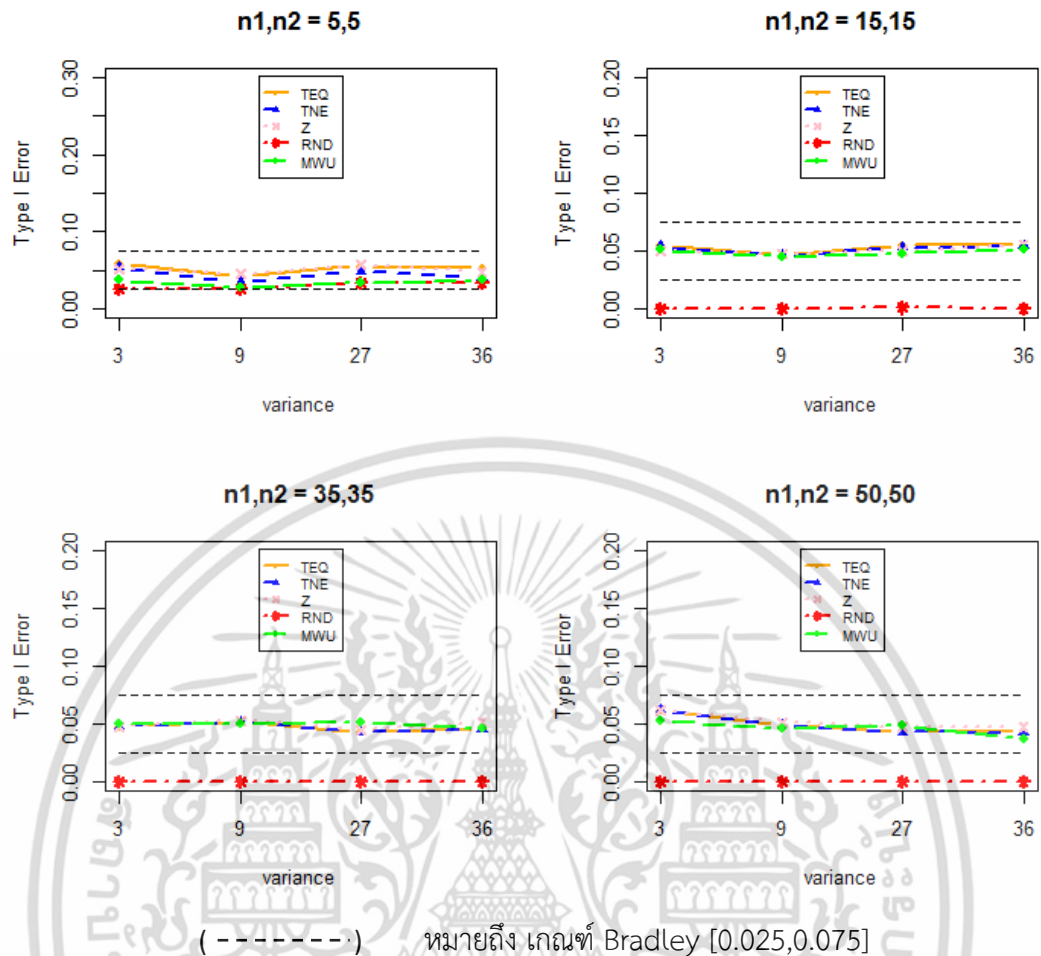 n1,n2 = 5,5
Type I Error
0.30
0.20
0.10
0.00
TEQ
TNE
Z
RND
MWU
3 9 27 36
variance
n1,n2 = 15,15
Type I Error
0.20
0.15
0.10
0.05
0.00
TEQ
TNE
Z
RND
MWU
3 9 27 36
variance
n1,n2 = 35,35
Type I Error
0.20
0.15
0.10
0.05
0.00
TEQ
TNE
Z
RND
MWU
3 9 27 36
variance
n1,n2 = 50,50
Type I Error
0.20
0.15
0.10
0.05
0.00
TEQ
TNE
Z
RND
MWU
3 9 27 36
variance
( - - - - - - - ) หมายถึง เกณฑ์ Bradley [0.025,0.075]